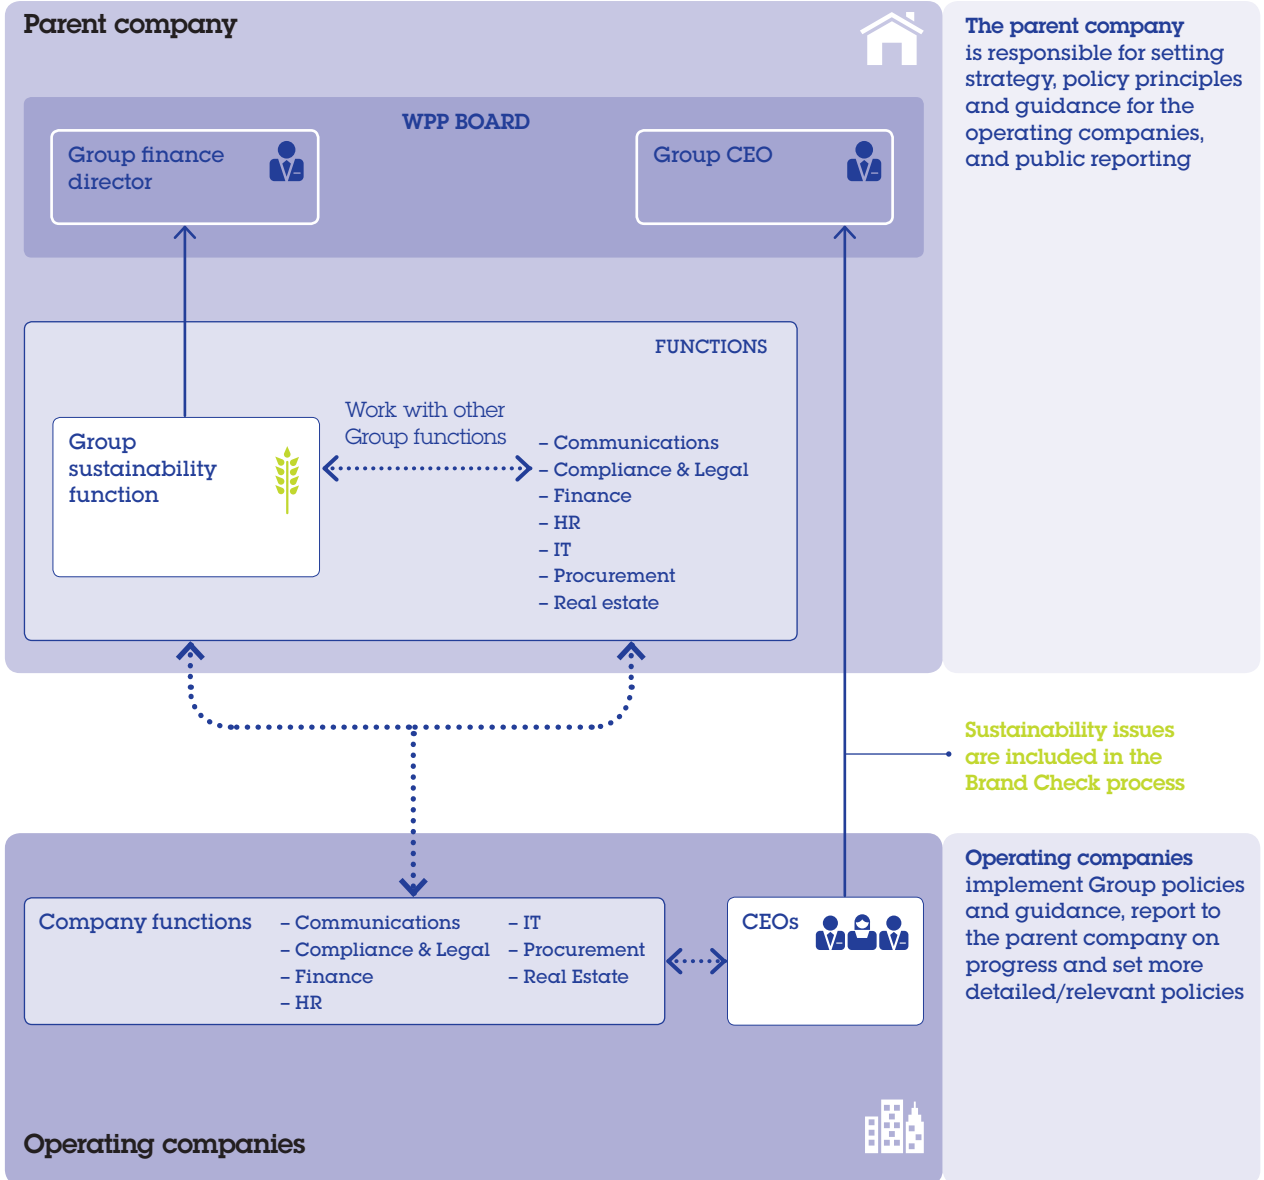 Parent company
The parent company
is responsible for setting
strategy, policy principles
and guidance for the
operating companies,
and public reporting
WPP BOARD
Group finance
director
Group CEO
FUNCTIONS
Group
sustainability
function
Work with other
Group functions
– Communications
– Compliance & Legal
– Finance
– HR
– IT
– Procurement
– Real estate
Sustainability issues
are included in the
Brand Check process
Company functions
– Communications
– Compliance & Legal
– Finance
– HR
– IT
– Procurement
– Real Estate
CEOs
Operating companies
implement Group policies
and guidance, report to
the parent company on
progress and set more
detailed/relevant policies
Operating companies